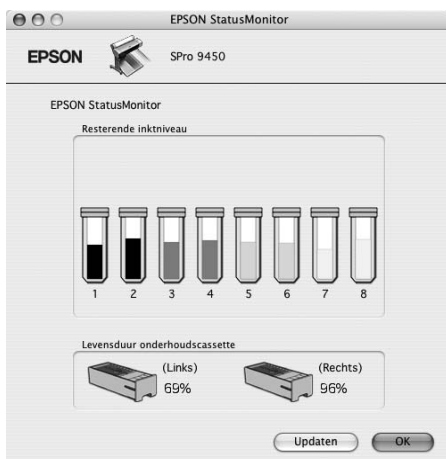 EPSON StatusMonitor
EPSON SPro 9450
EPSON StatusMonitor
Resterende inktniveau
1 2 3 4 5 6 7 8
Levensduur onderhoudscassette
(Links) (Rechts)
69% 96%
Updaten OK